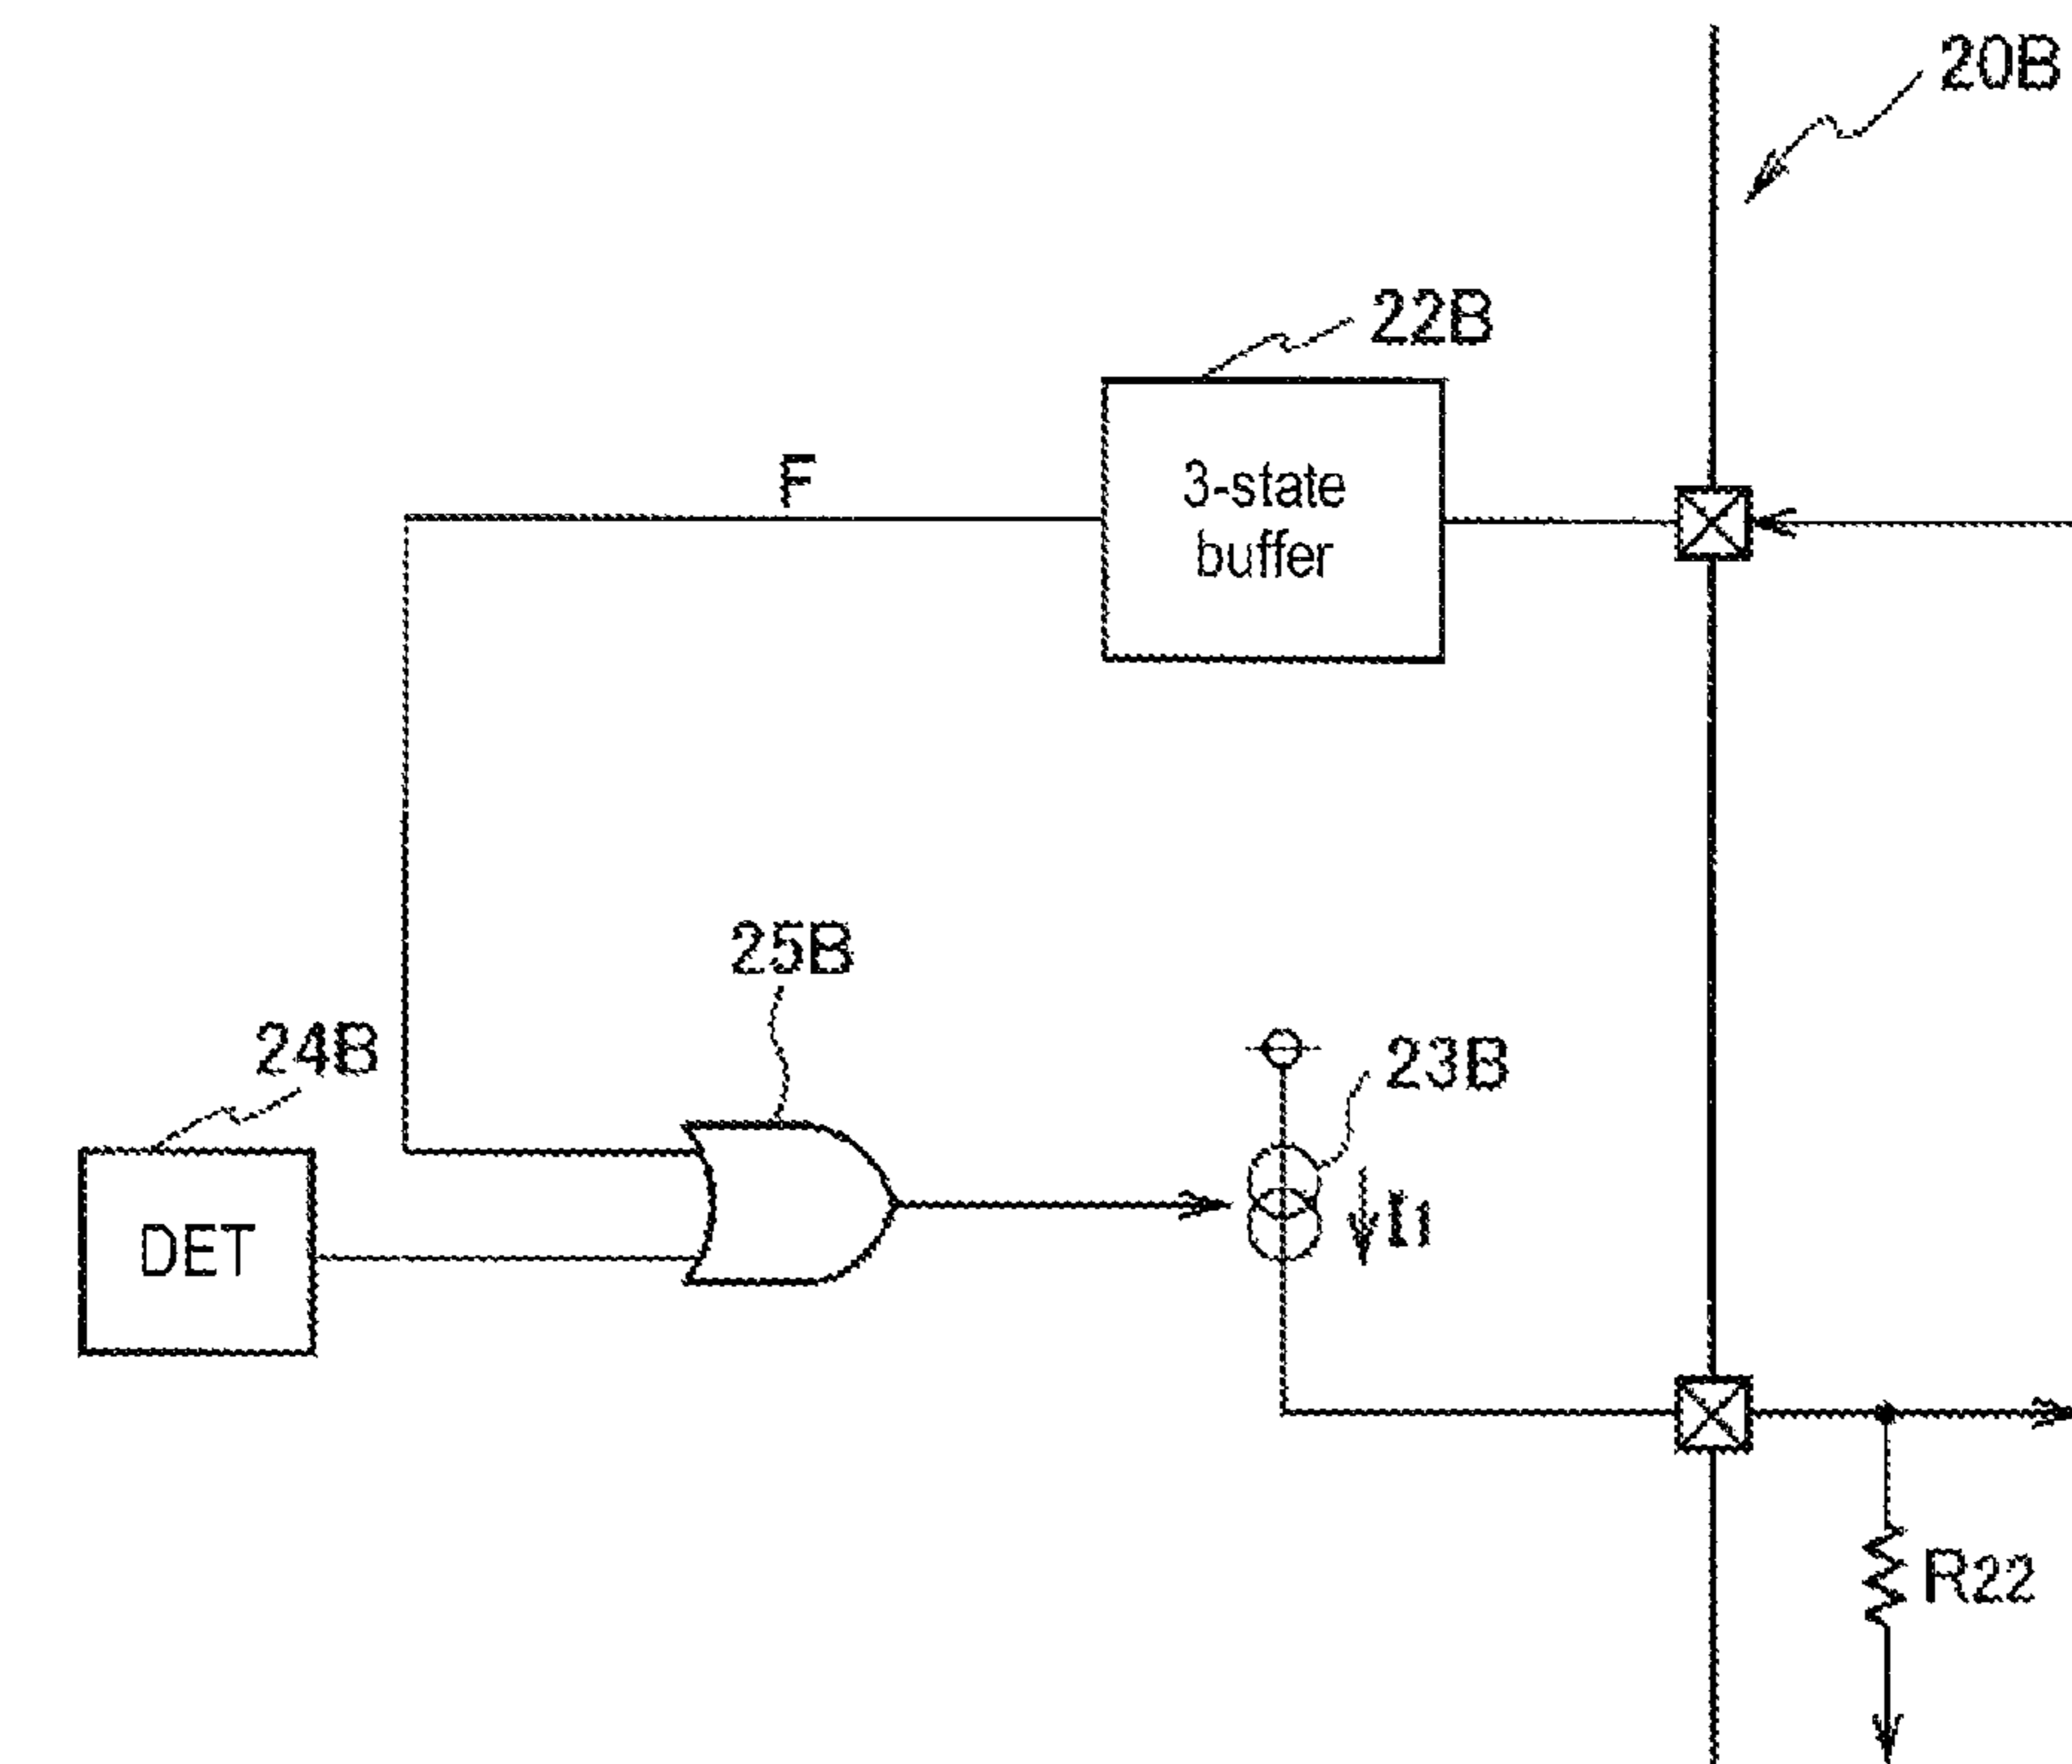 20B
22B
3-state
buffer
F
25B
24B
23B
DET
I1
R22